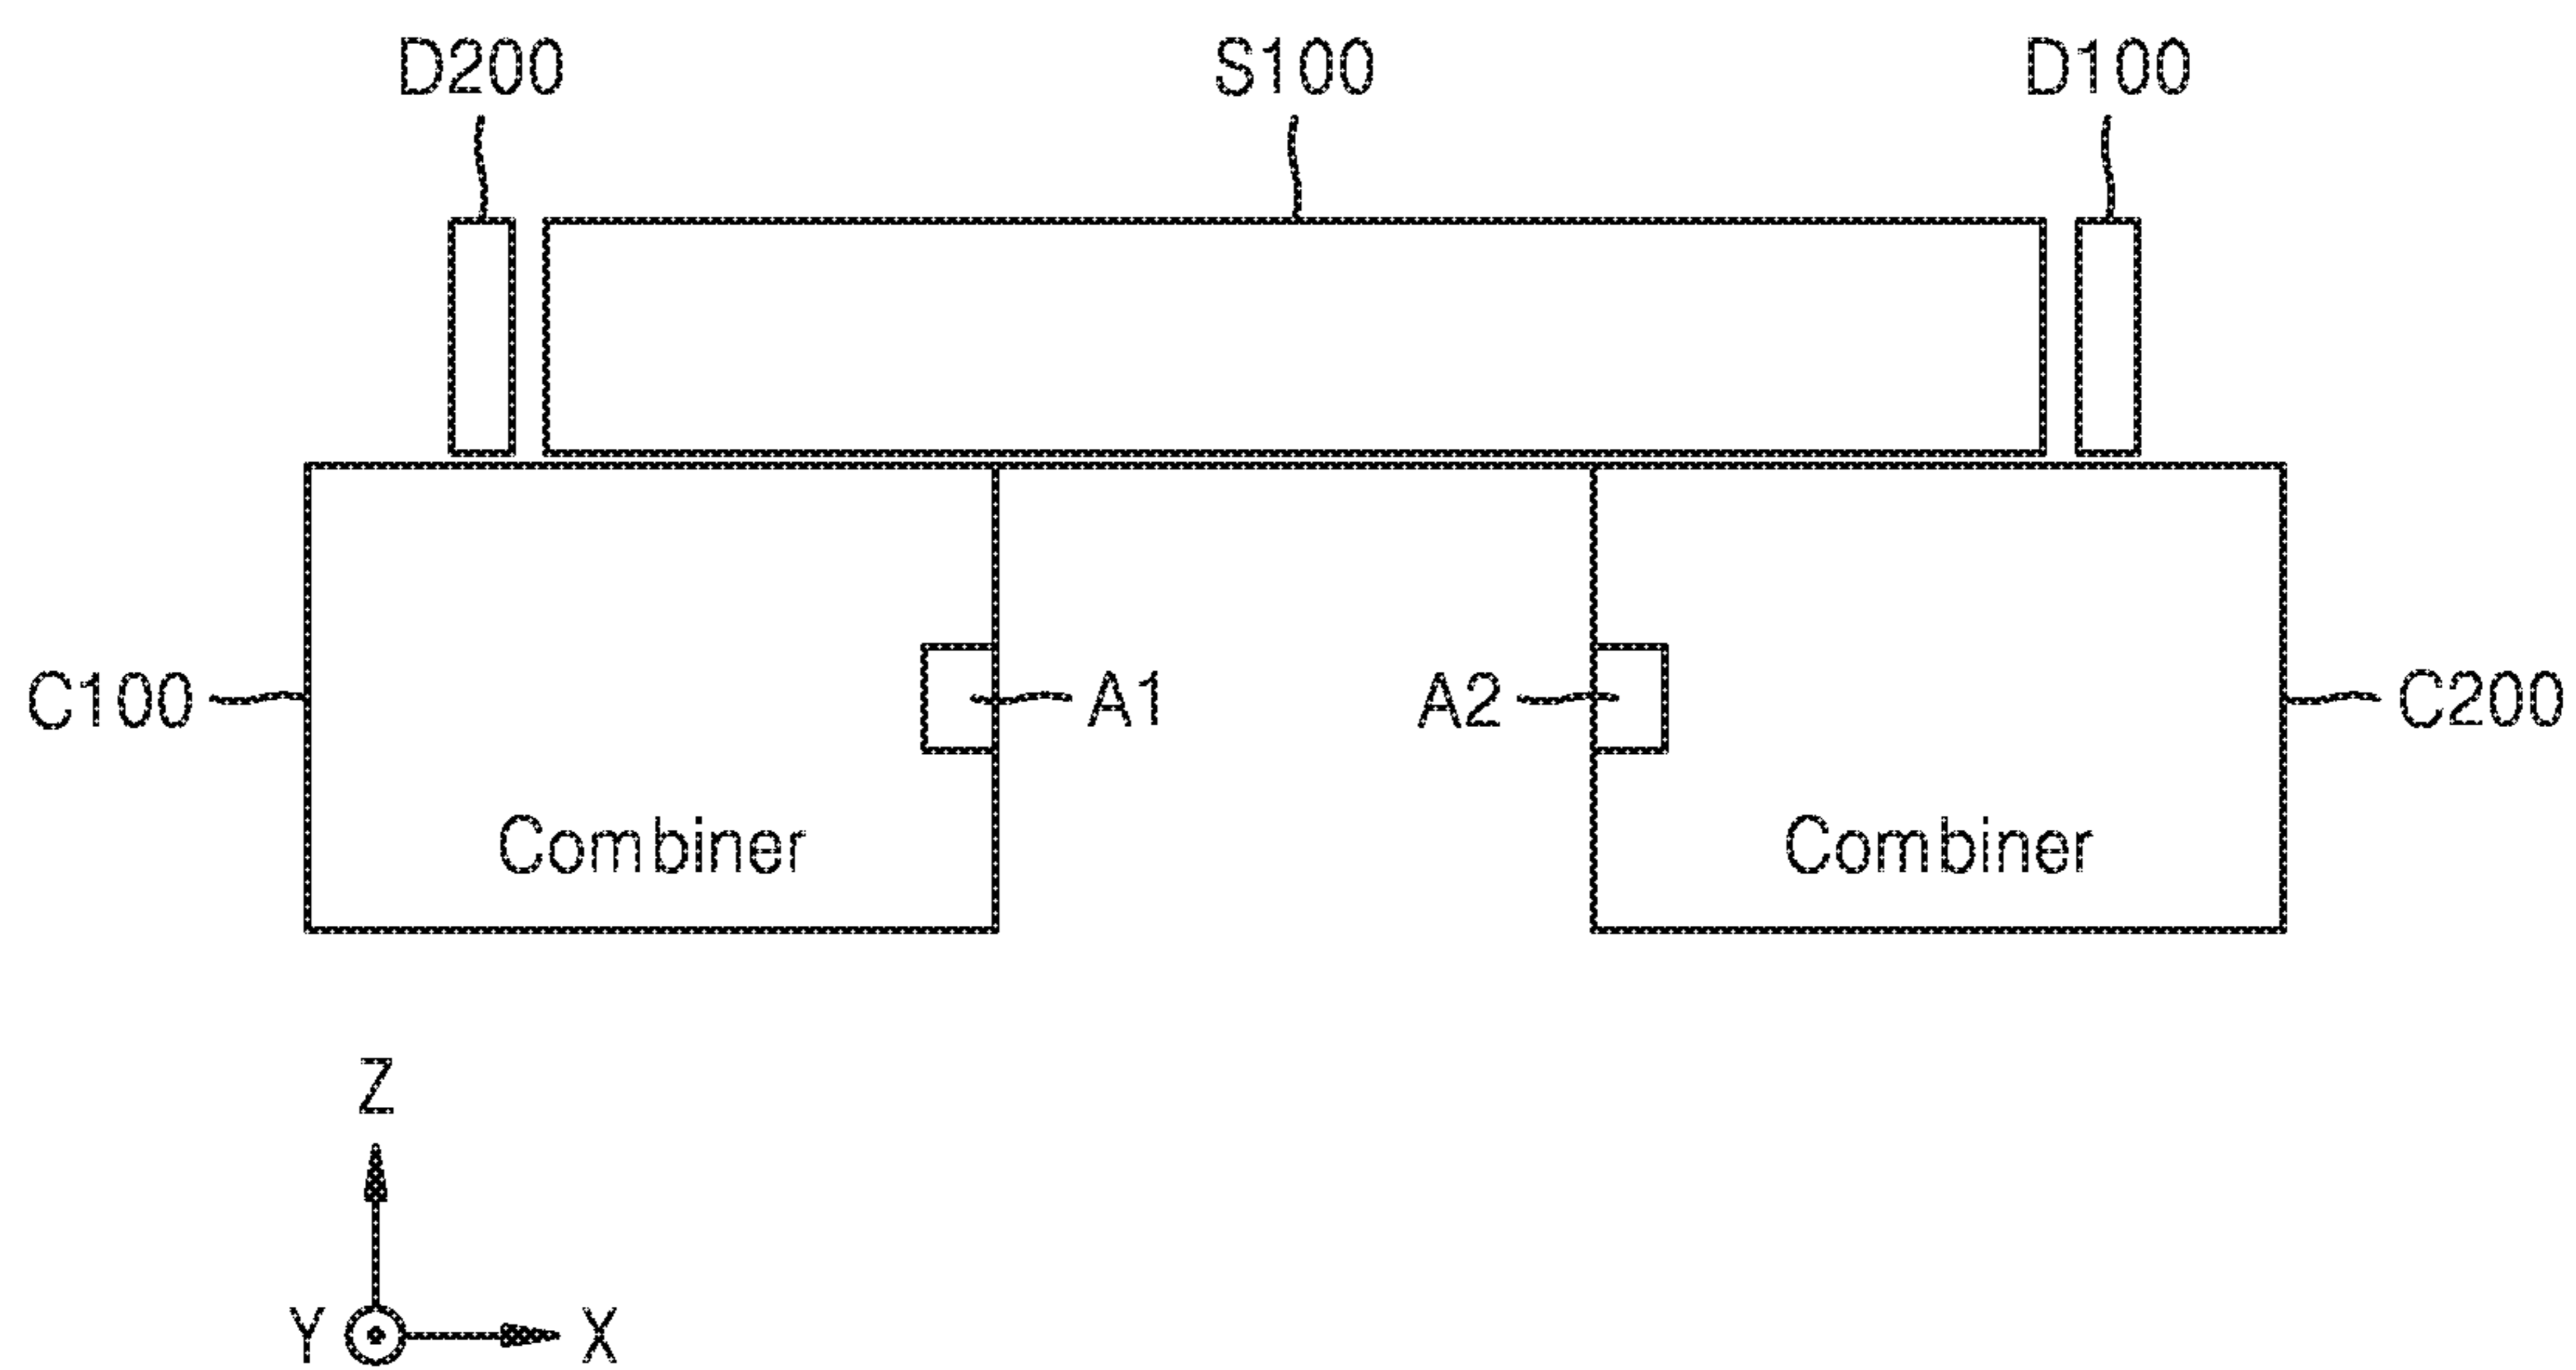 D200 S100 D100
C100 A1 A2 C200
Combiner Combiner
Z
Y X